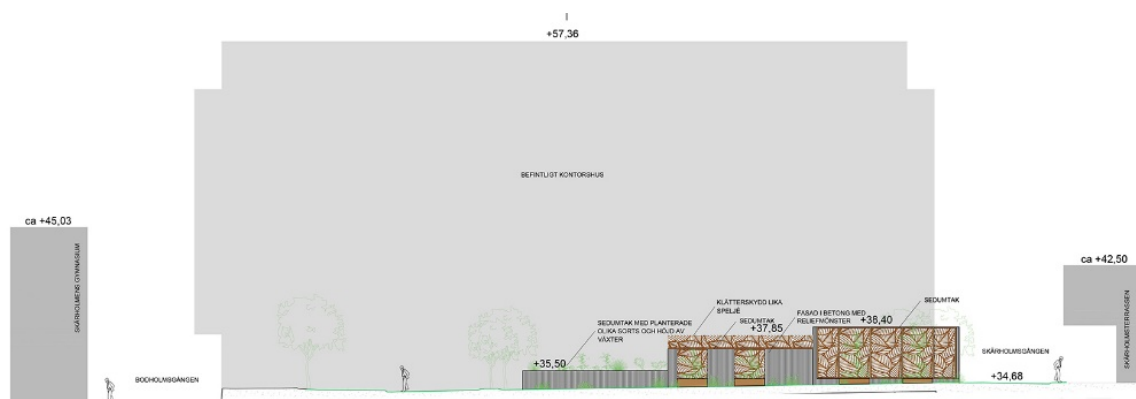 +57,36
BEFINTLIGT KONTORSHUS
ca +45,03
SKÄRHOLMENS GYMNASIUM
ca +42,50
SKÄRHOLMSTERRASSEN
KLÄTTERSKYDD LIKA
SPELJÉ
SEDUMTAK
SEDUMTAK MED PLANTERADE
OLIKA SORTS OCH HÖJD AV
VÄXTER
SEDUMTAK
+37,85
FASAD I BETONG MED
RELIEFMÖNSTER
+38,40
+35,50
SKÄRHOLMSGÅNGEN
BODHOLMSGÅNGEN
+34,68